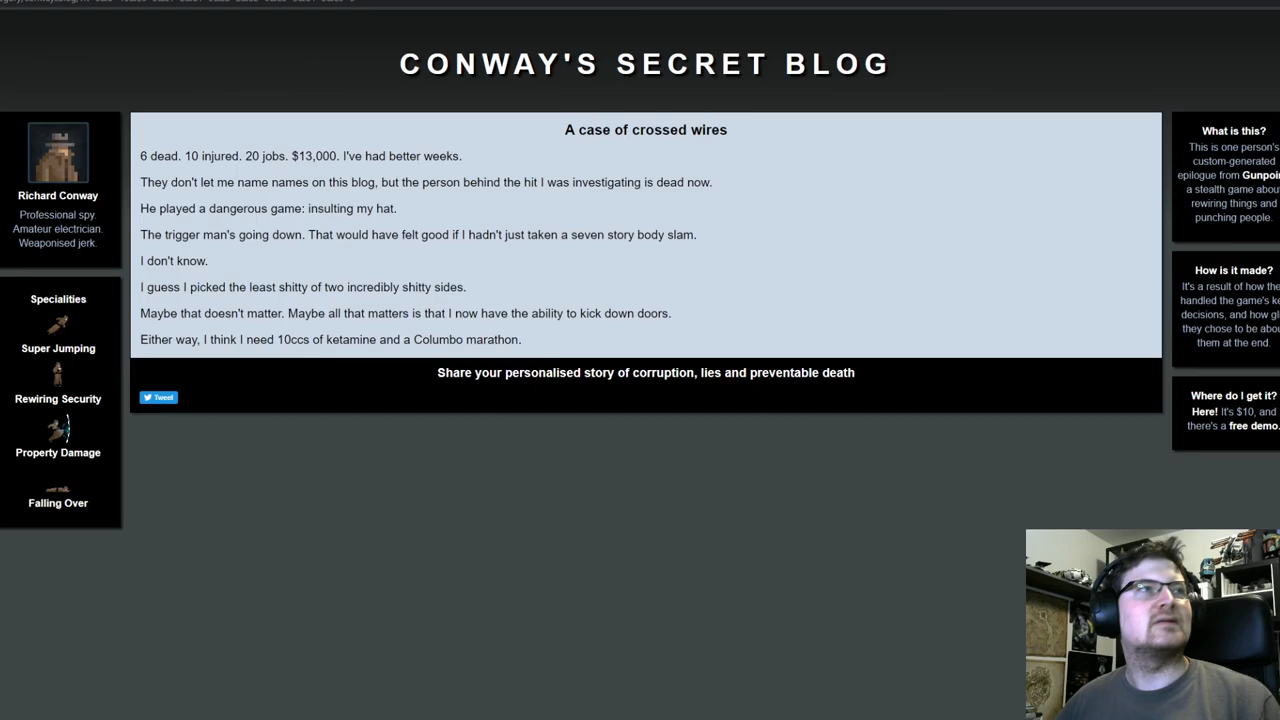 CONWAY'S SECRET BLOG
Richard Conway
Professional spy.
Amateur electrician.
Weaponised jerk.
Specialities
Super Jumping
Rewiring Security
Property Damage
Falling Over
A case of crossed wires
6 dead. 10 injured. 20 jobs. $13,000. I've had better weeks.
They don't let me name names on this blog, but the person behind the hit I was investigating is dead now.
He played a dangerous game: insulting my hat.
The trigger man's going down. That would have felt good if I hadn't just taken a seven story body slam.
I don't know.
I guess I picked the least shitty of two incredibly shitty sides.
Maybe that doesn't matter. Maybe all that matters is that I now have the ability to kick down doors.
Either way, I think I need 10ccs of ketamine and a Columbo marathon.
Share your personalised story of corruption, lies and preventable death
Tweet
What is this?
This is one person's
custom-generated
epilogue from
a stealth game about
rewiring things and
punching people.
How is it made?
It's a result of how
handled the game's
decisions, and how
they chose to be
them at the end.
Where do I get it?
Here! It's $10, and
there's a free demo.